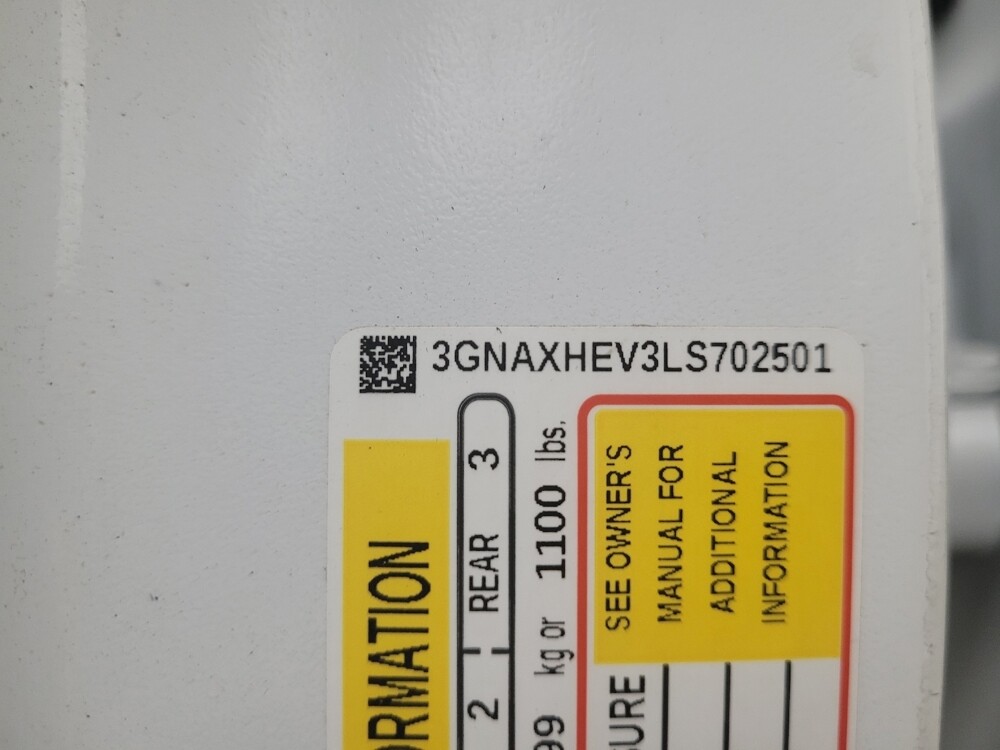 3GNAXHEV3LS702501
ORMATION
2 REAR 3
99 kg or 1100 lbs.
SURE
SEE OWNER'S
MANUAL FOR
ADDITIONAL
INFORMATION